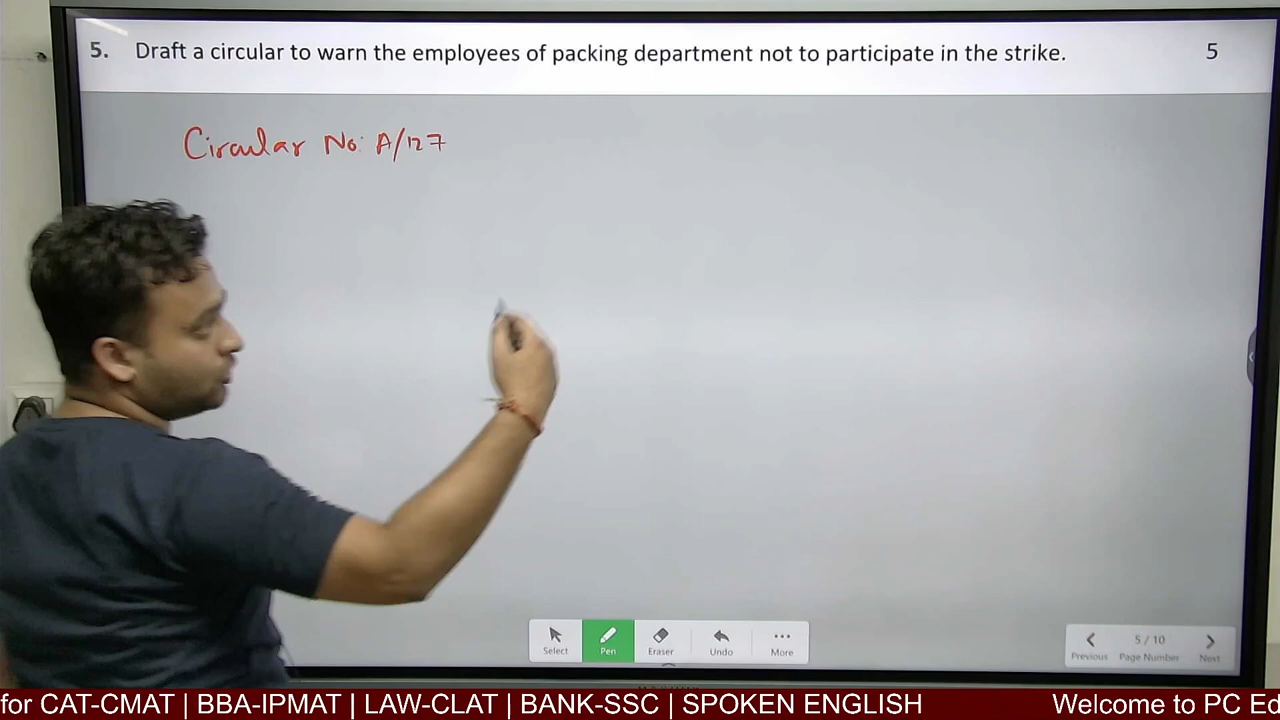 5. Draft a circular to warn the employees of packing department not to participate in the strike. 5
Circular No: A/127
Select Pen Eraser Undo More
5 / 10
Previous Page Number Next
for CAT-CMAT | BBA-IPMAT | LAW-CLAT | BANK-SSC | SPOKEN ENGLISH Welcome to PC Ed